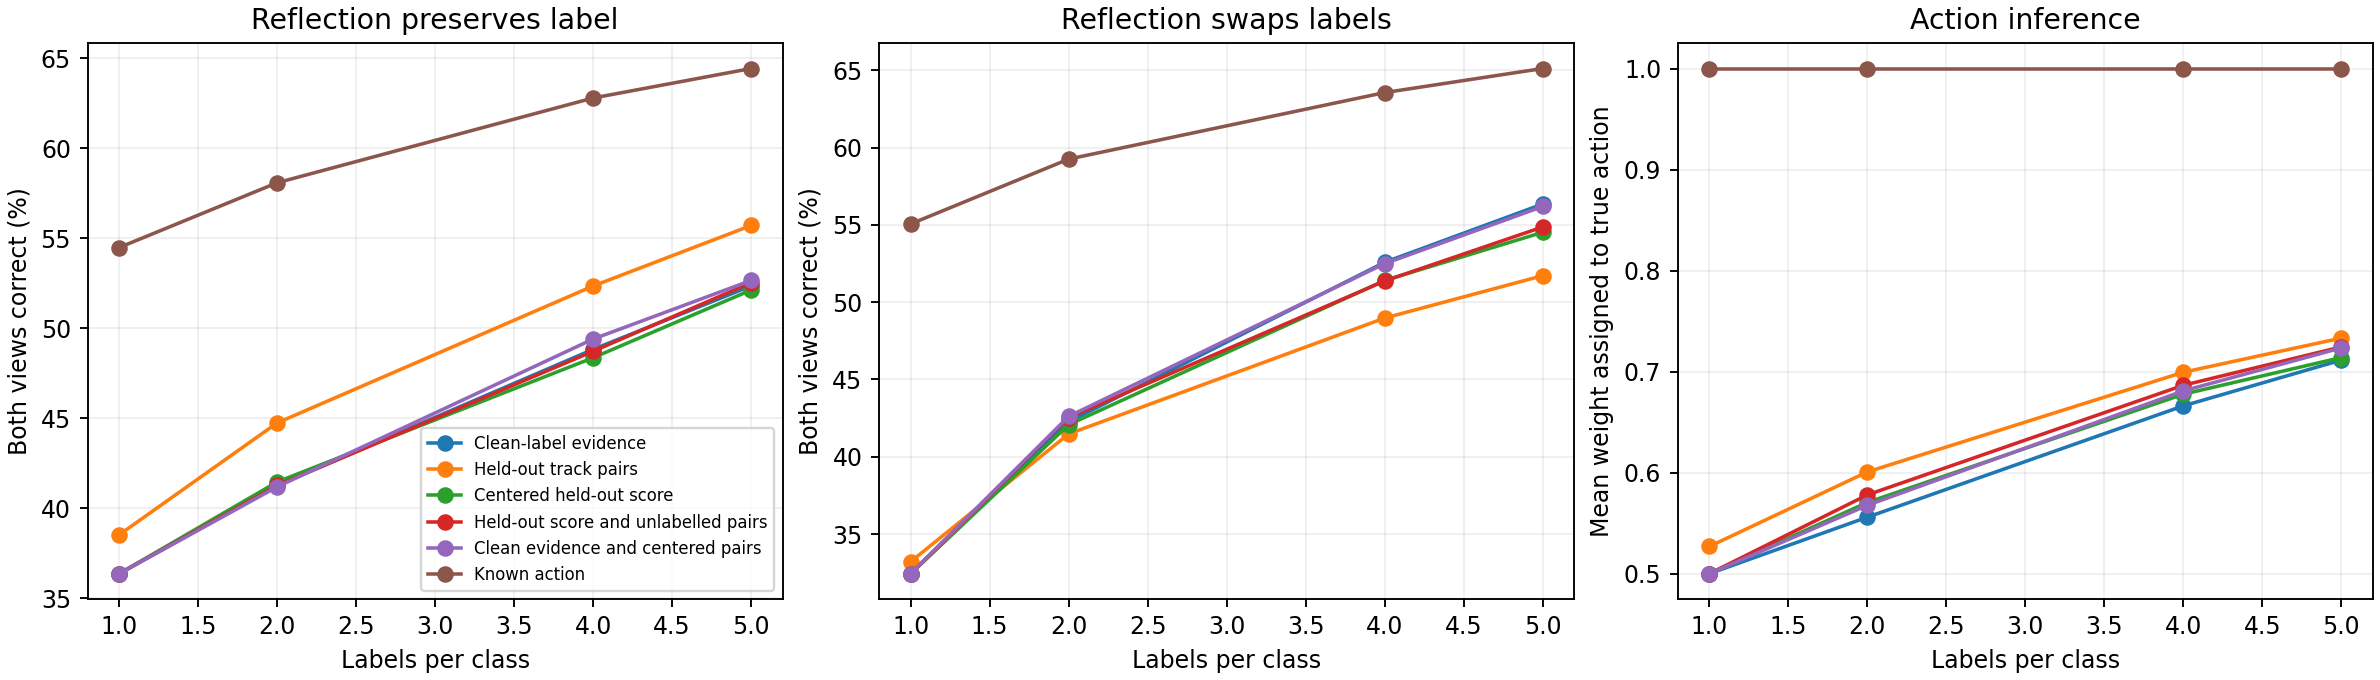 Reflection preserves label
65
60
55
50
45
40
35
Both views correct (%)
1.0 1.5 2.0 2.5 3.0 3.5 4.0 4.5 5.0
Labels per class
Clean-label evidence
Held-out track pairs
Centered held-out score
Held-out score and unlabelled pairs
Clean evidence and centered pairs
Known action
Reflection swaps labels
65
60
55
50
45
40
35
Both views correct (%)
1.0 1.5 2.0 2.5 3.0 3.5 4.0 4.5 5.0
Labels per class
Action inference
1.0
0.9
0.8
0.7
0.6
0.5
Mean weight assigned to true action
1.0 1.5 2.0 2.5 3.0 3.5 4.0 4.5 5.0
Labels per class